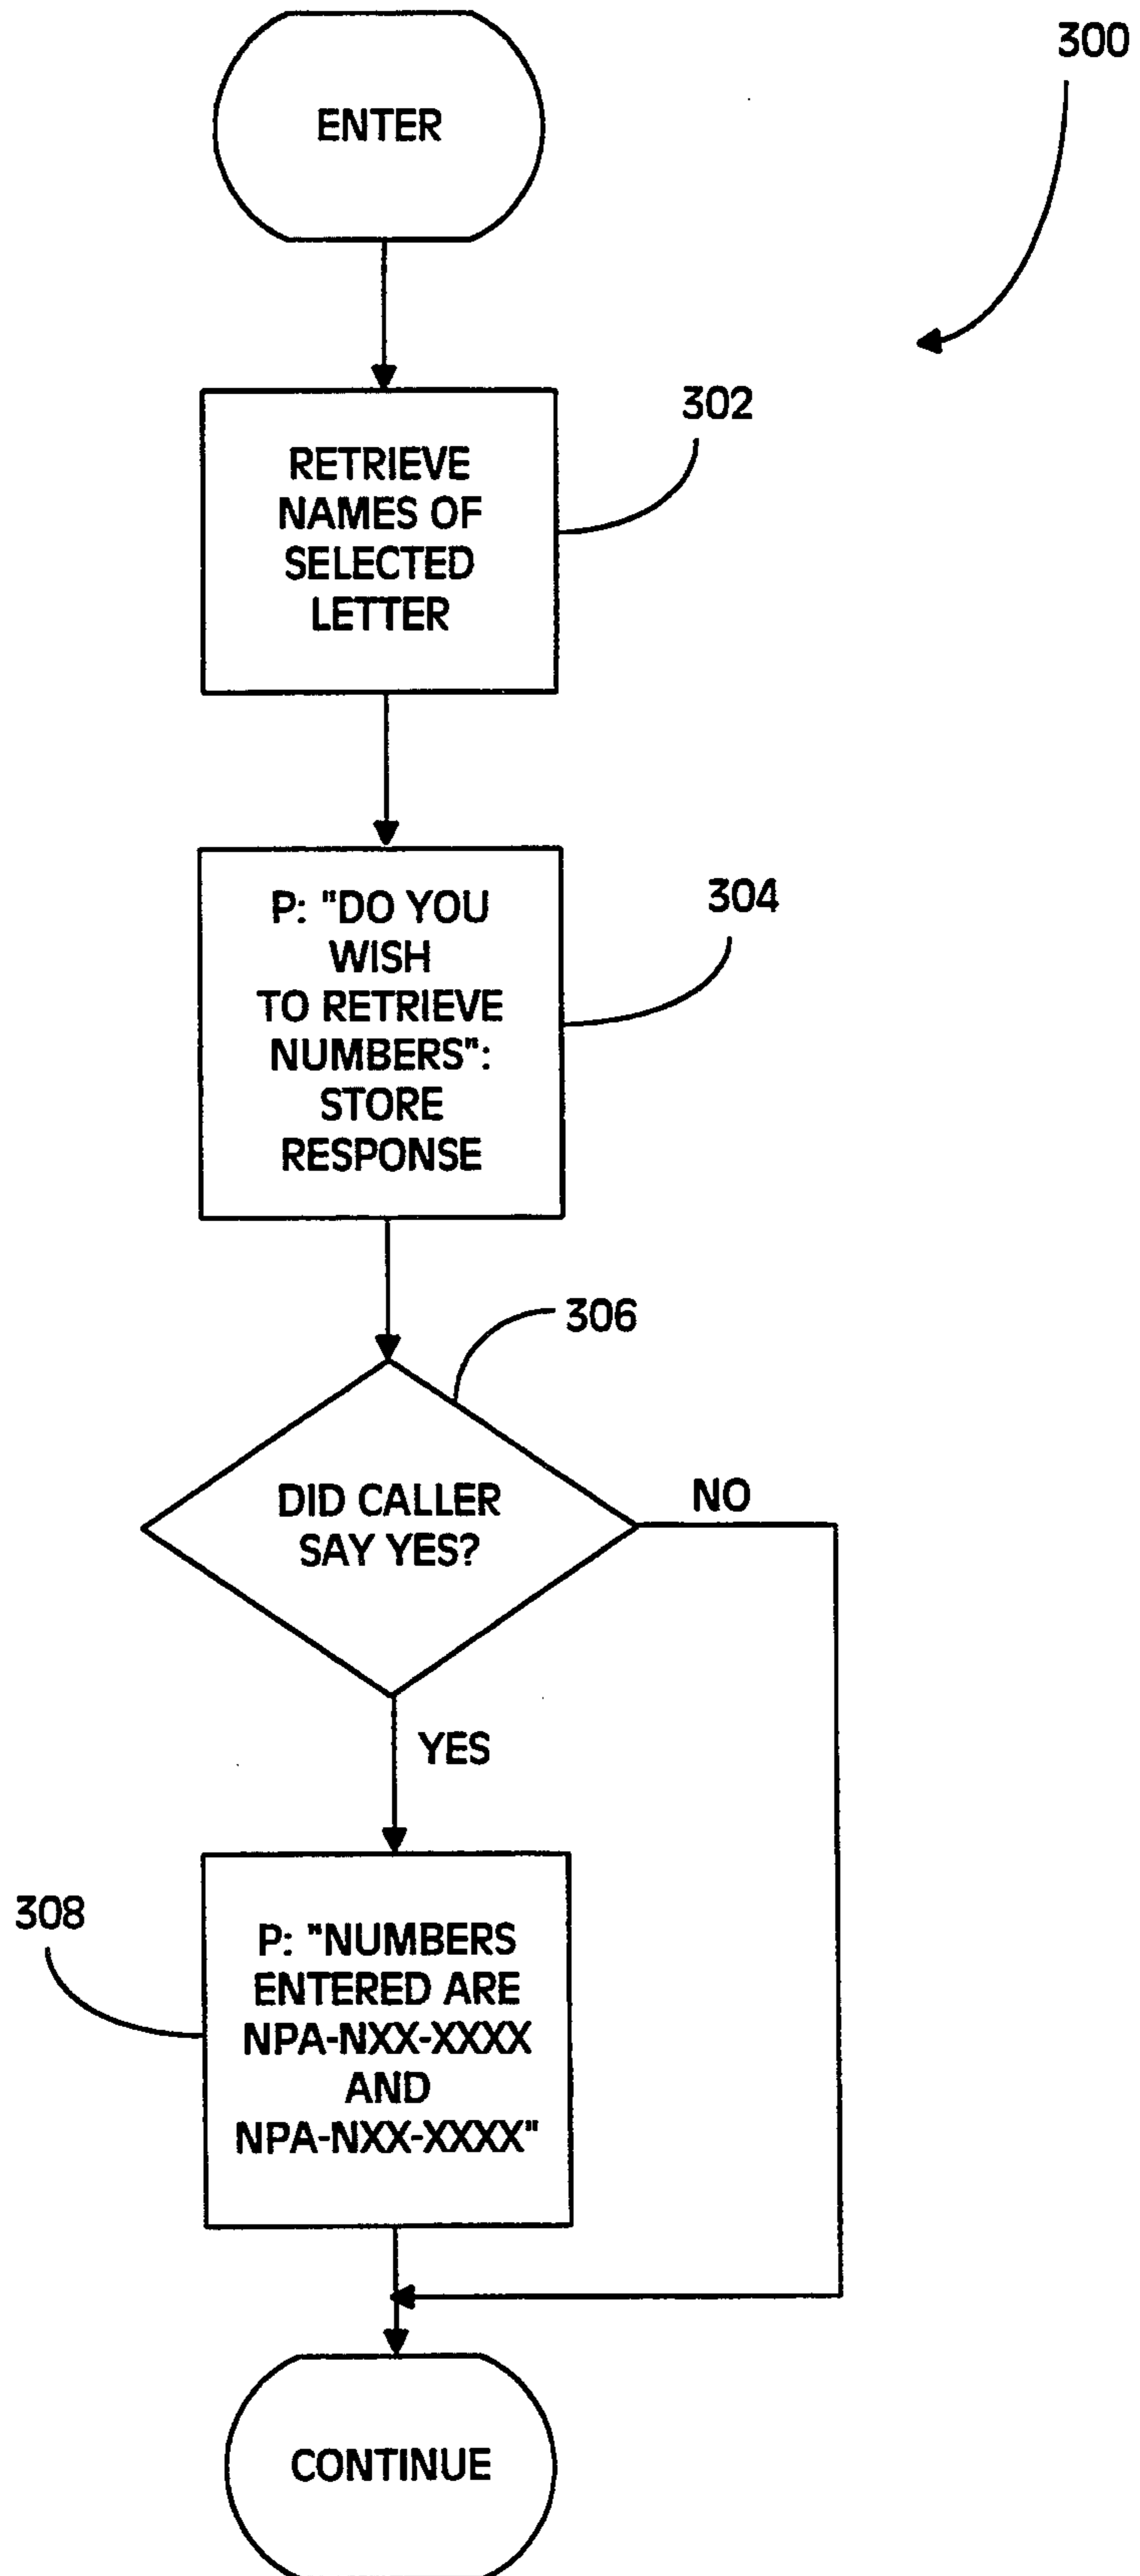 300
ENTER
302
RETRIEVE
NAMES OF
SELECTED
LETTER
304
P: "DO YOU
WISH
TO RETRIEVE
NUMBERS":
STORE
RESPONSE
306
DID CALLER
SAY YES?
NO
YES
308
P: "NUMBERS
ENTERED ARE
NPA-NXX-XXXX
AND
NPA-NXX-XXXX"
CONTINUE